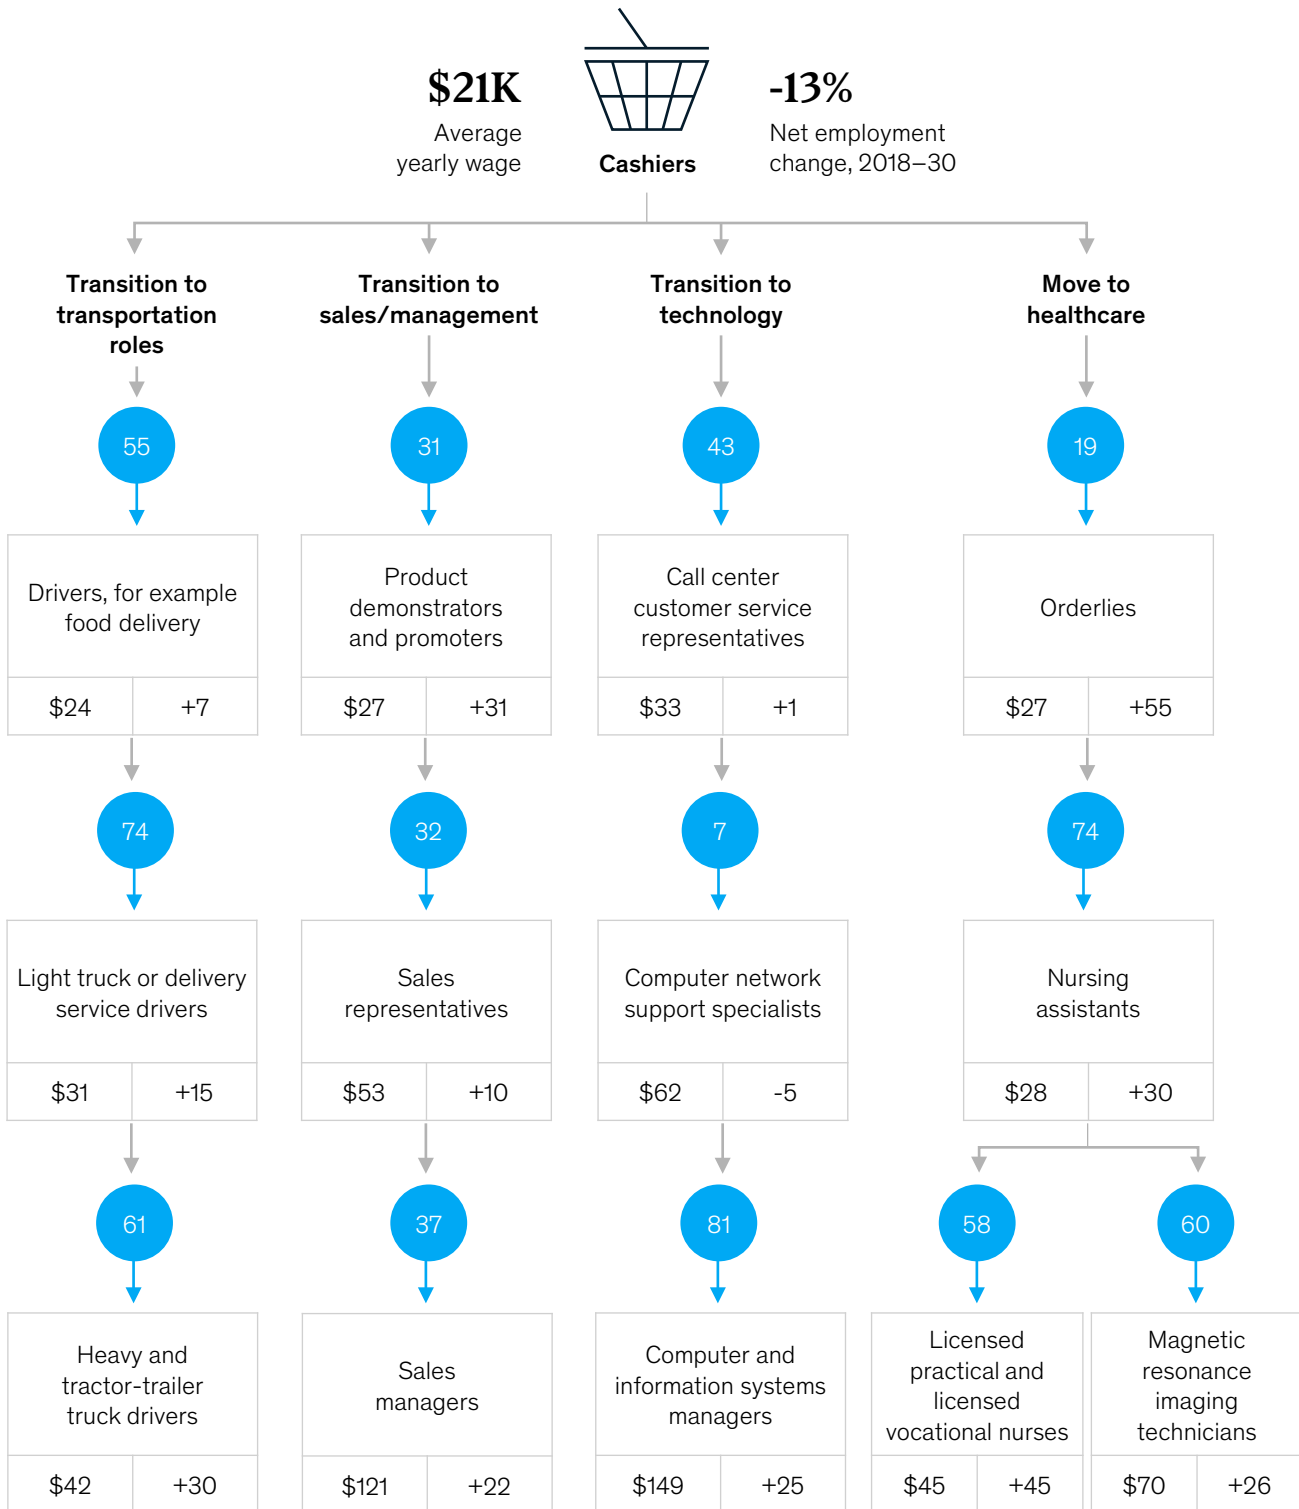 $21K
Average
yearly wage
Cashiers
-13%
Net employment
change, 2018–30
Transition to
transportation
roles
Transition to
sales/management
Transition to
technology
Move to
healthcare
55
31
43
19
Drivers, for example
food delivery
$24
+7
Product
demonstrators
and promoters
$27
+31
Call center
customer service
representatives
$33
+1
Orderlies
$27
+55
74
32
7
74
Light truck or delivery
service drivers
$31
+15
Sales
representatives
$53
+10
Computer network
support specialists
$62
-5
Nursing
assistants
$28
+30
61
37
81
58
60
Heavy and
tractor-trailer
truck drivers
$42
+30
Sales
managers
$121
+22
Computer and
information systems
managers
$149
+25
Licensed
practical and
licensed
vocational nurses
$45
+45
Magnetic
resonance
imaging
technicians
$70
+26